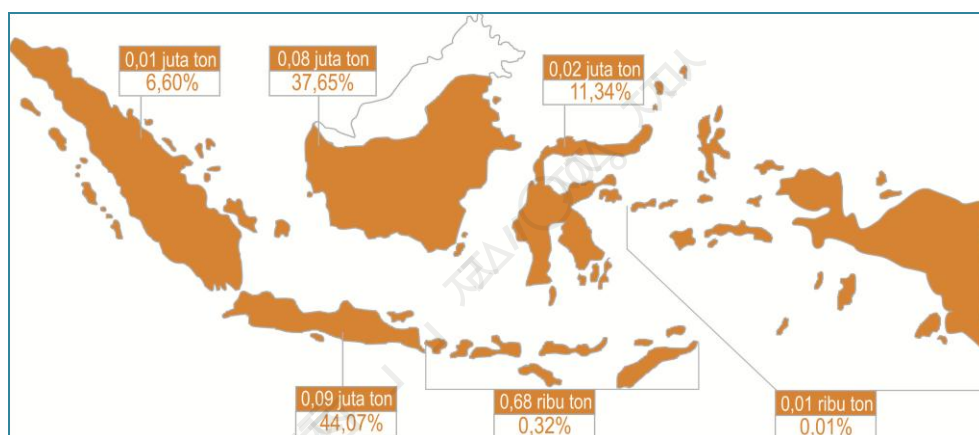 0,01 juta ton
6,60%
0,08 juta ton
37,65%
0,02 juta ton
11,34%
0,09 juta ton
44,07%
0,68 ribu ton
0,32%
0,01 ribu ton
0,01%